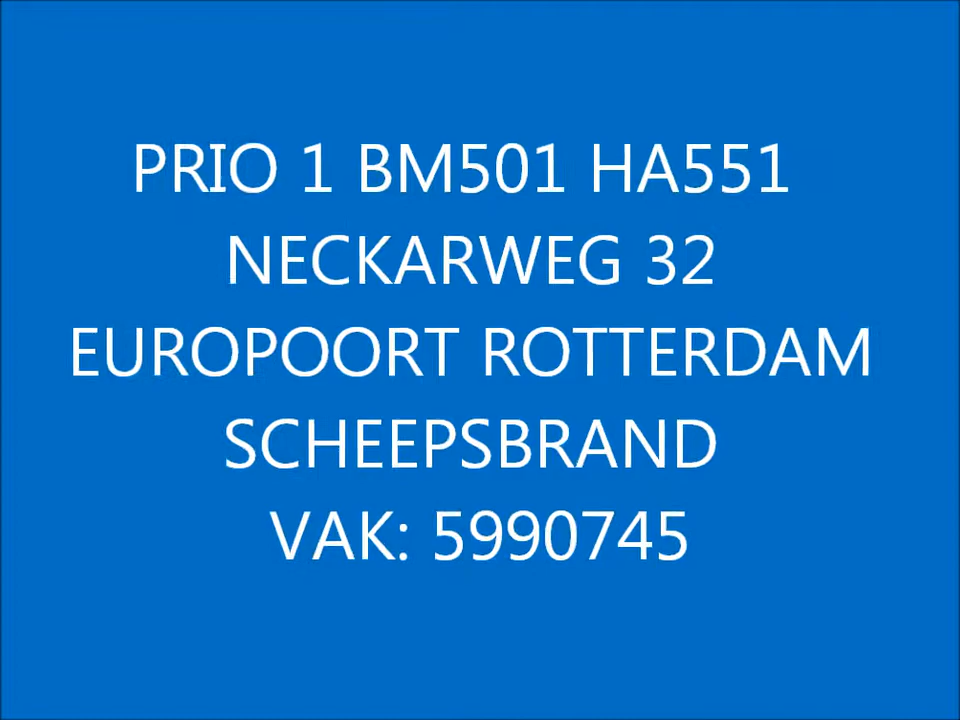 PRIO 1 BM501 HA551
NECKARWEG 32
EUROPOORT ROTTERDAM
SCHEEPSBRAND
VAK: 5990745